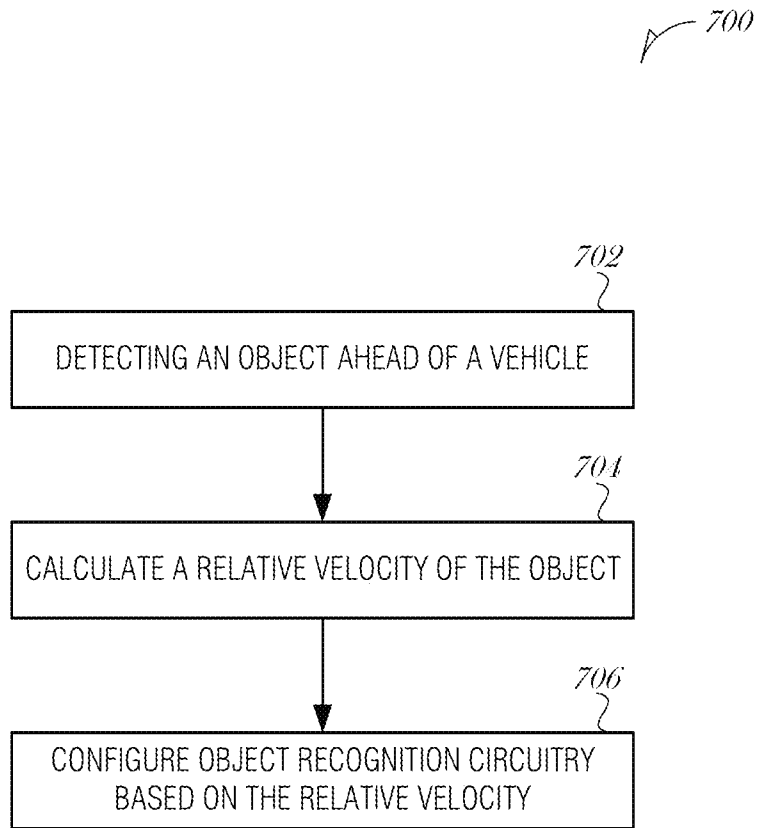 700
702
DETECTING AN OBJECT AHEAD OF A VEHICLE
704
CALCULATE A RELATIVE VELOCITY OF THE OBJECT
706
CONFIGURE OBJECT RECOGNITION CIRCUITRY
BASED ON THE RELATIVE VELOCITY